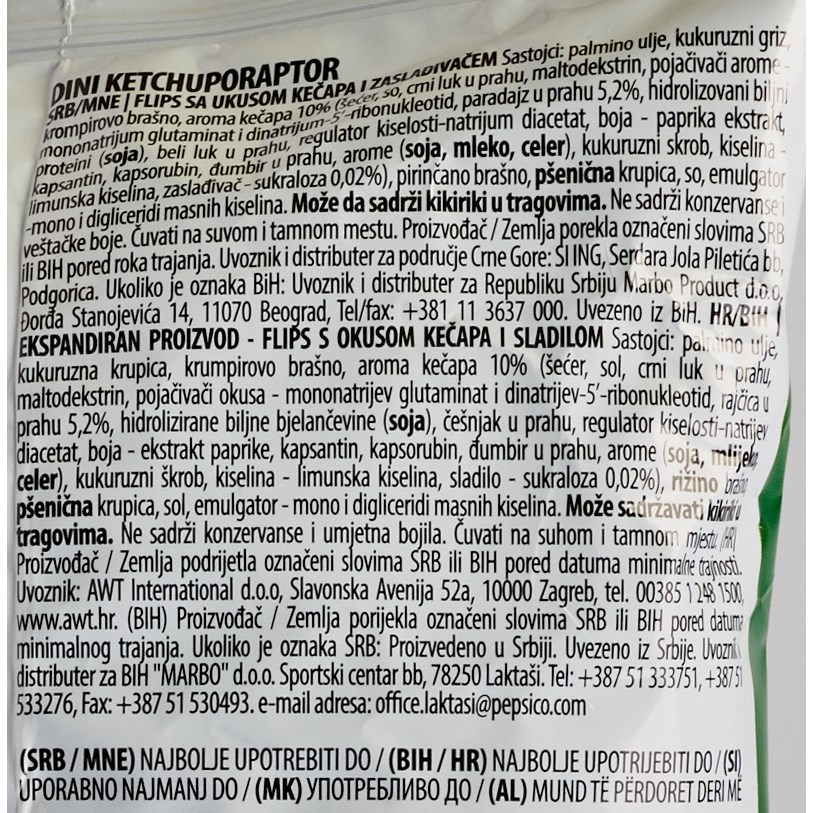 DINI KETCHUPORAPTOR
SRB/MNE | FLIPS SA UKUSOM KEČAPA I ZASLAĐIVAČEM Sastojci: palmino ulje, kukuruzni griz,
krompirovo brašno, aroma kečapa 10% (šećer, so, crni luk u prahu, maltodekstrin, pojačivači arome -
mononatrijum glutaminat i dinatrijum-5'-ribonukleotid, paradajz u prahu 5,2%, hidrolizovani biljni
proteini (soja), beli luk u prahu, regulator kiselosti-natrijum diacetat, boja - paprika ekstrakt,
kapsantin, kapsorubin, đumbir u prahu, arome (soja, mleko, celer), kukuruzni skrob, kiselina -
limunska kiselina, zaslađivač - sukraloza 0,02%), pirinčano brašno, pšenična krupica, so, emulgator
-mono i digliceridi masnih kiselina. Može da sadrži kikiriki u tragovima. Ne sadrži konzervanse i
veštačke boje. Čuvati na suvom i tamnom mestu. Proizvođač / Zemlja porekla označeni slovima SRB
ili BIH pored roka trajanja. Uvoznik i distributer za područje Crne Gore: ŠI ING, Serdara Jola Piletića bb,
Podgorica. Ukoliko je oznaka BiH: Uvoznik i distributer za Republiku Srbiju Marbo Product d.o.o,
Đorđa Stanojevića 14, 11070 Beograd, Tel/fax: +381 11 3637 000. Uvezeno iz BiH. HR/BIH |
EKSPANDIRAN PROIZVOD - FLIPS S OKUSOM KEČAPA I SLADILOM Sastojci: palmino ulje,
kukuruzna krupica, krumpirovo brašno, aroma kečapa 10% (šećer, sol, crni luk u prahu,
maltodekstrin, pojačivači okusa - mononatrijev glutaminat i dinatrijev-5'-ribonukleotid, rajčica u
prahu 5,2%, hidrolizirane biljne bjelančevine (soja), češnjak u prahu, regulator kiselosti-natrijev
diacetat, boja - ekstrakt paprike, kapsantin, kapsorubin, đumbir u prahu, arome (soja, mlijeko,
celer), kukuruzni škrob, kiselina - limunska kiselina, sladilo - sukraloza 0,02%), rižino brašno,
pšenična krupica, sol, emulgator - mono i digliceridi masnih kiselina. Može sadržavati kikiriki u
tragovima. Ne sadrži konzervanse i umjetna bojila. Čuvati na suhom i tamnom mjestu. (HR)
Proizvođač / Zemlja podrijetla označeni slovima SRB ili BIH pored datuma minimalne trajnosti.
Uvoznik: AWT International d.o.o, Slavonska Avenija 52a, 10000 Zagreb, tel. 00385 1 248 1500,
www.awt.hr. (BIH) Proizvođač / Zemlja porijekla označeni slovima SRB ili BIH pored datuma
minimalnog trajanja. Ukoliko je oznaka SRB: Proizvedeno u Srbiji. Uvezeno iz Srbije. Uvoznik i
distributer za BIH "MARBO" d.o.o. Sportski centar bb, 78250 Laktaši. Tel: +387 51 333751, +387 51
533276, Fax: +387 51 530493. e-mail adresa: office.laktasi@pepsico.com
(SRB / MNE) NAJBOLJE UPOTREBITI DO / (BIH / HR) NAJBOLJE UPOTRIJEBITI DO / (SI)
UPORABNO NAJMANJ DO / (MK) УПОТРЕБЛИВО ДО / (AL) MUND TË PËRDORET DERI MË